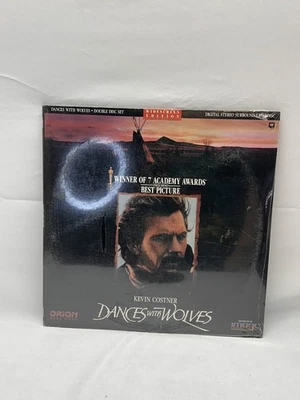 DANCES WITH WOLVES • DOUBLE DISC SET
WIDESCREEN
EDITION
DIGITAL STEREO SURROUND
WINNER OF 7 ACADEMY AWARDS
BEST PICTURE
KEVIN COSTNER
DANCES WITH WOLVES
ORION